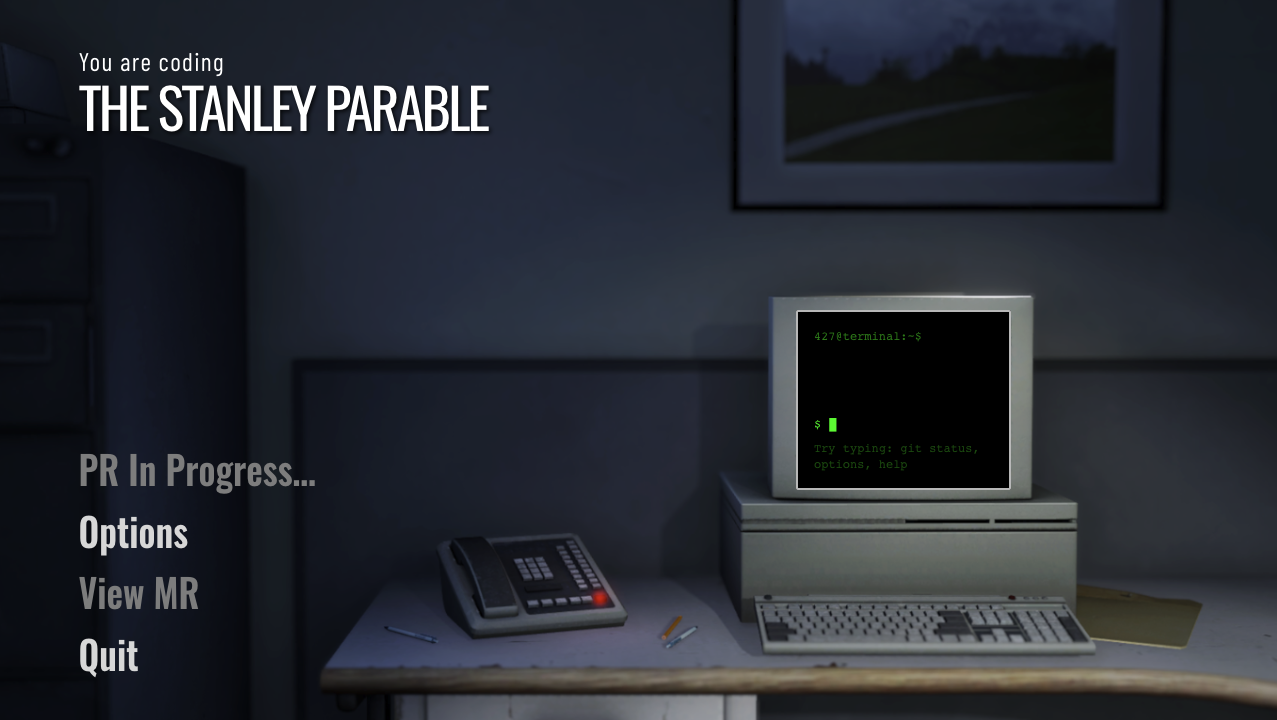 You are coding
THE STANLEY PARABLE
427@terminal:~$
$
Try typing: git status,
options, help
PR In Progress...
Options
View MR
Quit